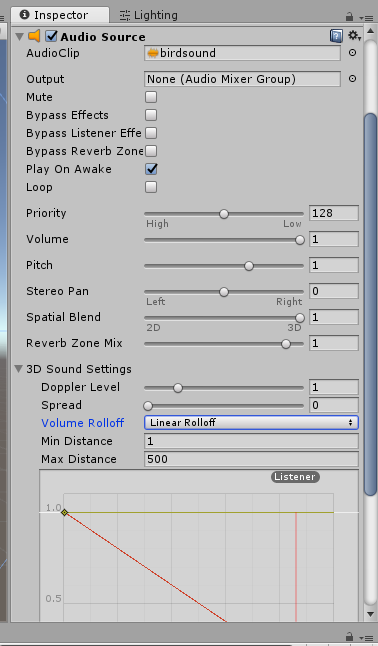 Inspector Lighting
Audio Source
AudioClip birdsound
Output None (Audio Mixer Group)
Mute
Bypass Effects
Bypass Listener Effe
Bypass Reverb Zone
Play On Awake
Loop
Priority 128
High Low
Volume 1
Pitch 1
Stereo Pan 0
Left Right
Spatial Blend 1
2D 3D
Reverb Zone Mix 1
3D Sound Settings
Doppler Level 1
Spread 0
Volume Rolloff Linear Rolloff
Min Distance 1
Max Distance 500
Listener
1.0
0.5